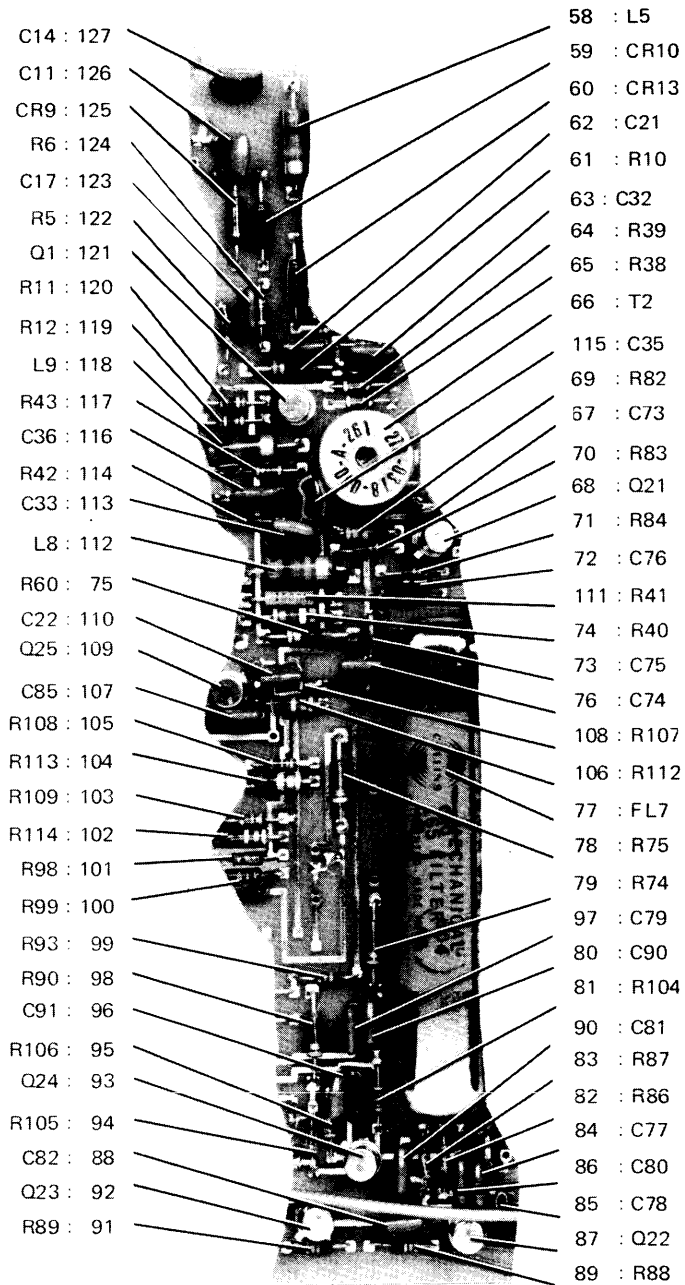 C14 : 127
C11 : 126
CR9 : 125
R6 : 124
C17 : 123
R5 : 122
Q1 : 121
R11 : 120
R12 : 119
L9 : 118
R43 : 117
C36 : 116
R42 : 114
C33 : 113
L8 : 112
R60 : 75
C22 : 110
Q25 : 109
C85 : 107
R108 : 105
R113 : 104
R109 : 103
R114 : 102
R98 : 101
R99 : 100
R93 : 99
R90 : 98
C91 : 96
R106 : 95
Q24 : 93
R105 : 94
C82 : 88
Q23 : 92
R89 : 91
58 : L5
59 : CR10
60 : CR13
62 : C21
61 : R10
63 : C32
64 : R39
65 : R38
66 : T2
115 : C35
69 : R82
67 : C73
70 : R83
68 : Q21
71 : R84
72 : C76
111 : R41
74 : R40
73 : C75
76 : C74
108 : R107
106 : R112
77 : FL7
78 : R75
79 : R74
97 : C79
80 : C90
81 : R104
90 : C81
83 : R87
82 : R86
84 : C77
86 : C80
85 : C78
87 : Q22
89 : R88
MECHANICAL
FILTER